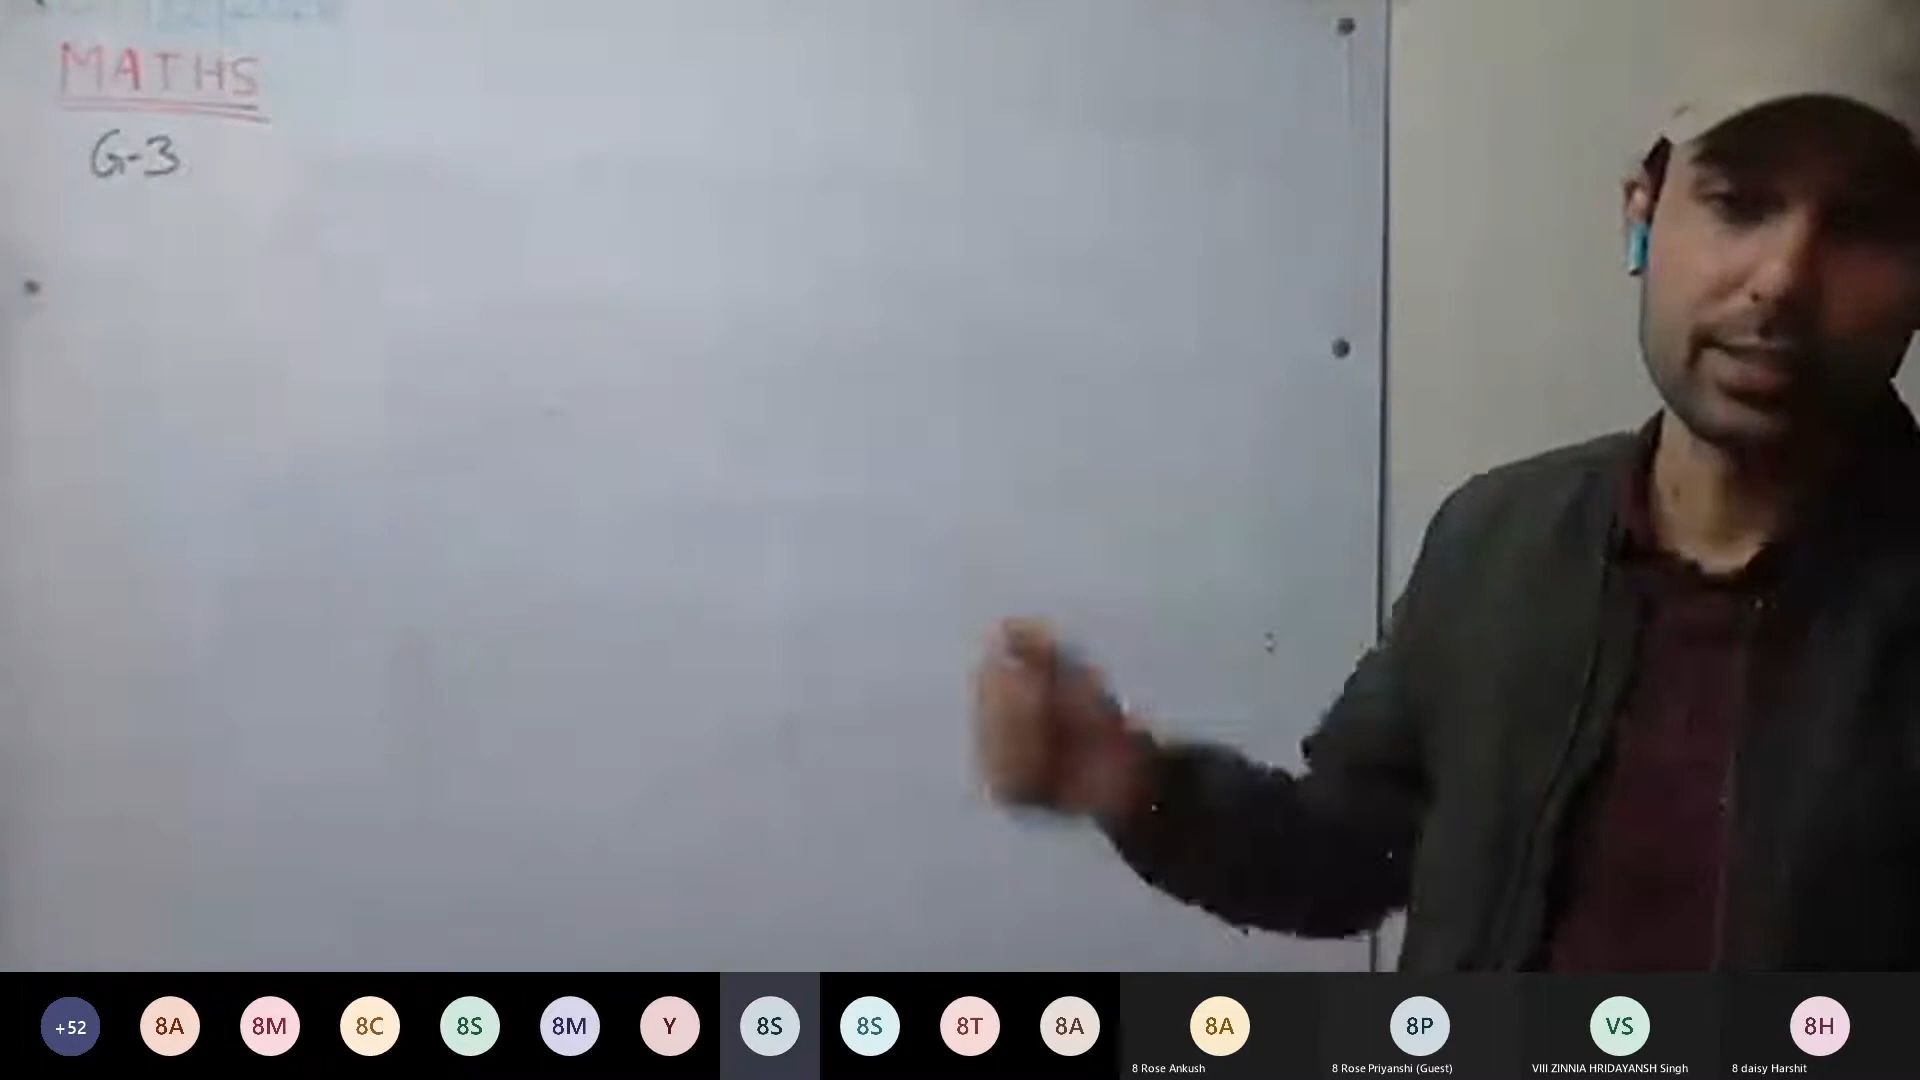 MATHS
G-3
+52
8A
8M
8C
8S
8M
Y
8S
8S
8T
8A
8A
8P
VS
8H
8 Rose Ankush
8 Rose Priyanshi (Guest)
VIII ZINNIA HRIDAYANSH Singh
8 daisy Harshit